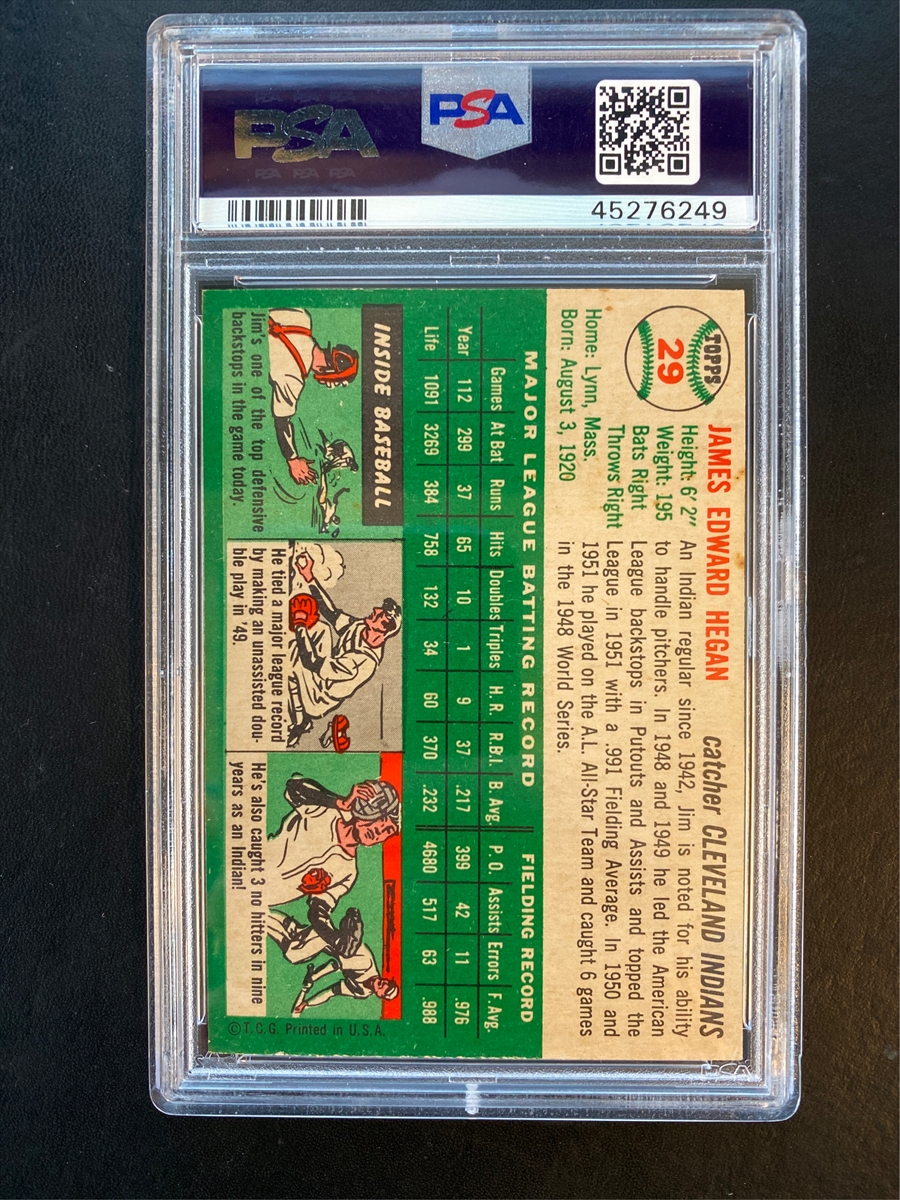 PSA
PSA
PSA PSA PSA
45276249
TOPPS
29
JAMES EDWARD HEGAN
catcher CLEVELAND INDIANS
Height: 6' 2"
Weight: 195
Bats Right
Throws Right
Home: Lynn, Mass.
Born: August 3, 1920
An Indian regular since 1942, Jim is noted for his ability
to handle pitchers. In 1948 and 1949 he led the American
League backstops in Putouts and Assists and topped the
League in 1951 with a .991 Fielding Average. In 1950 and
1951 he played on the A.L. All-Star Team and caught 6 games
in the 1948 World Series.
MAJOR LEAGUE BATTING RECORD FIELDING RECORD
Games At Bat Runs Hits Doubles Triples H. R. R.B.I. B. Avg. P. O. Assists Errors F. Avg.
Year 112 299 37 65 10 1 9 37 .217 399 42 11 .976
Life 1091 3269 384 758 132 34 60 370 .232 4680 517 63 .988
INSIDE BASEBALL
Jim's one of the top defensive
backstops in the game today.
He tied a major league record
by making an unassisted dou-
ble play in '49.
He's also caught 3 no hitters in nine
years as an Indian!
© T. C. G. Printed in U. S. A.